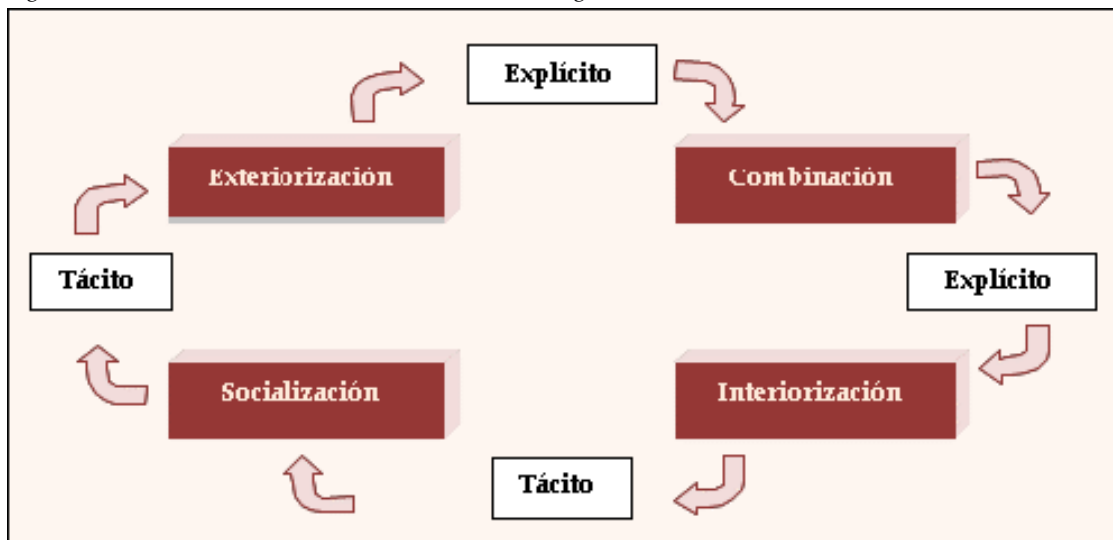 Explícito
Exteriorización
Combinación
Tácito
Explícito
Socialización
Interiorización
Tácito